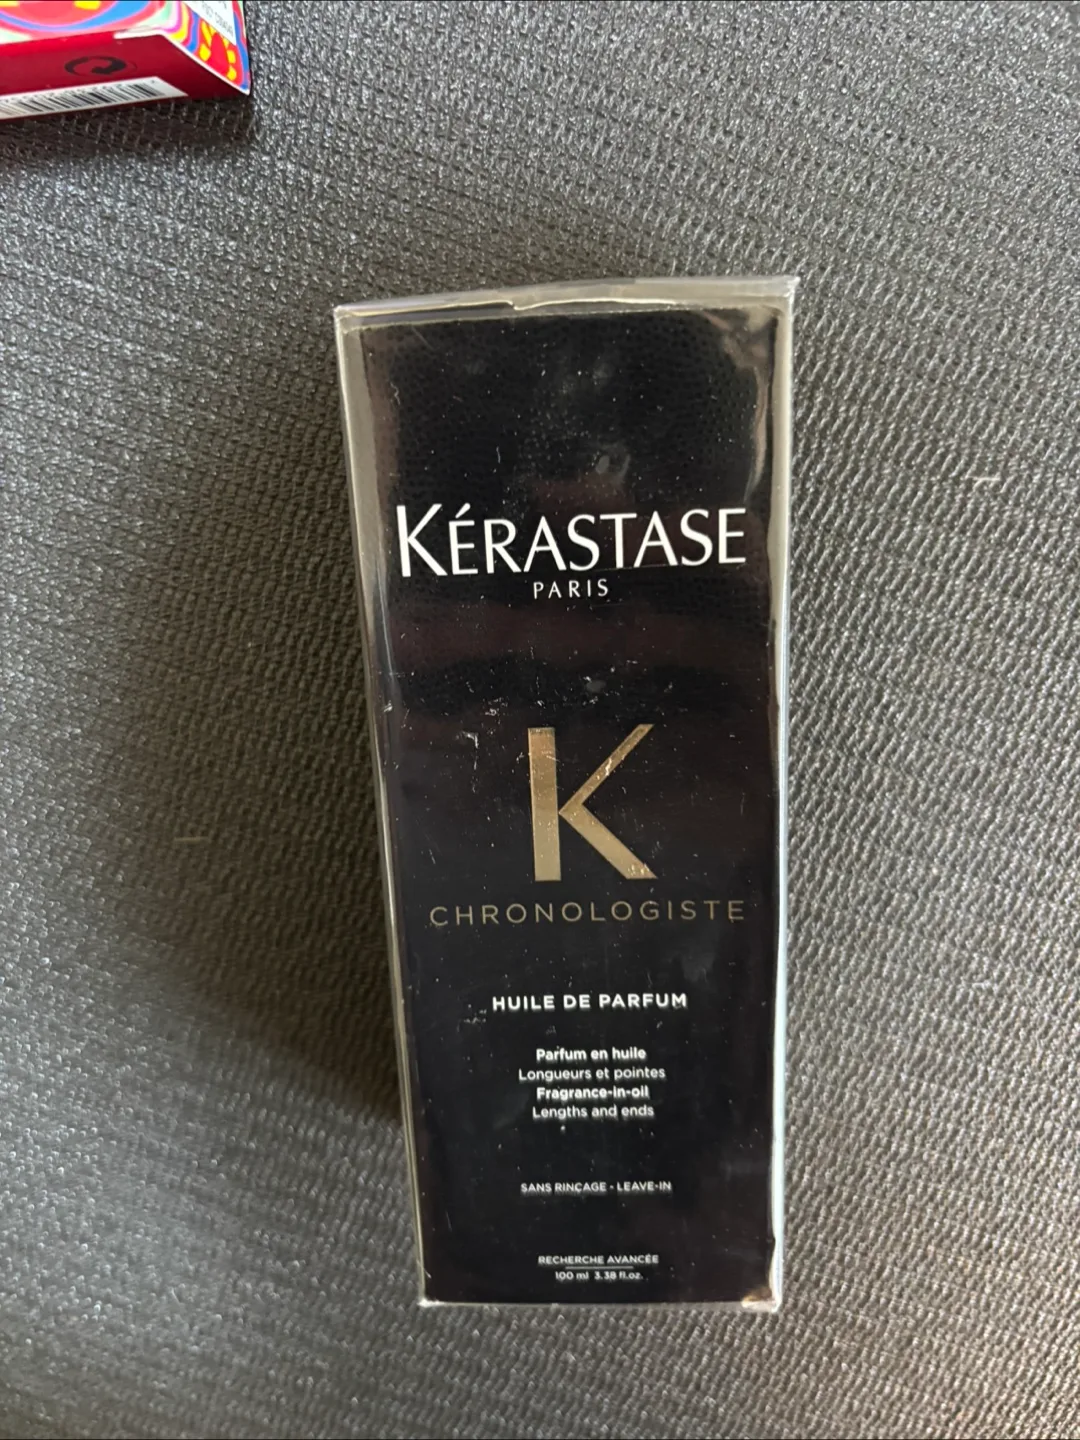 KÉRASTASE
PARIS
K
CHRONOLOGISTE
HUILE DE PARFUM
Parfum en huile
Longueurs et pointes
Fragrance-in-oil
Lengths and ends
SANS RINÇAGE - LEAVE-IN
RECHERCHE AVANCÉE
100 ml 3.38 fl.oz.